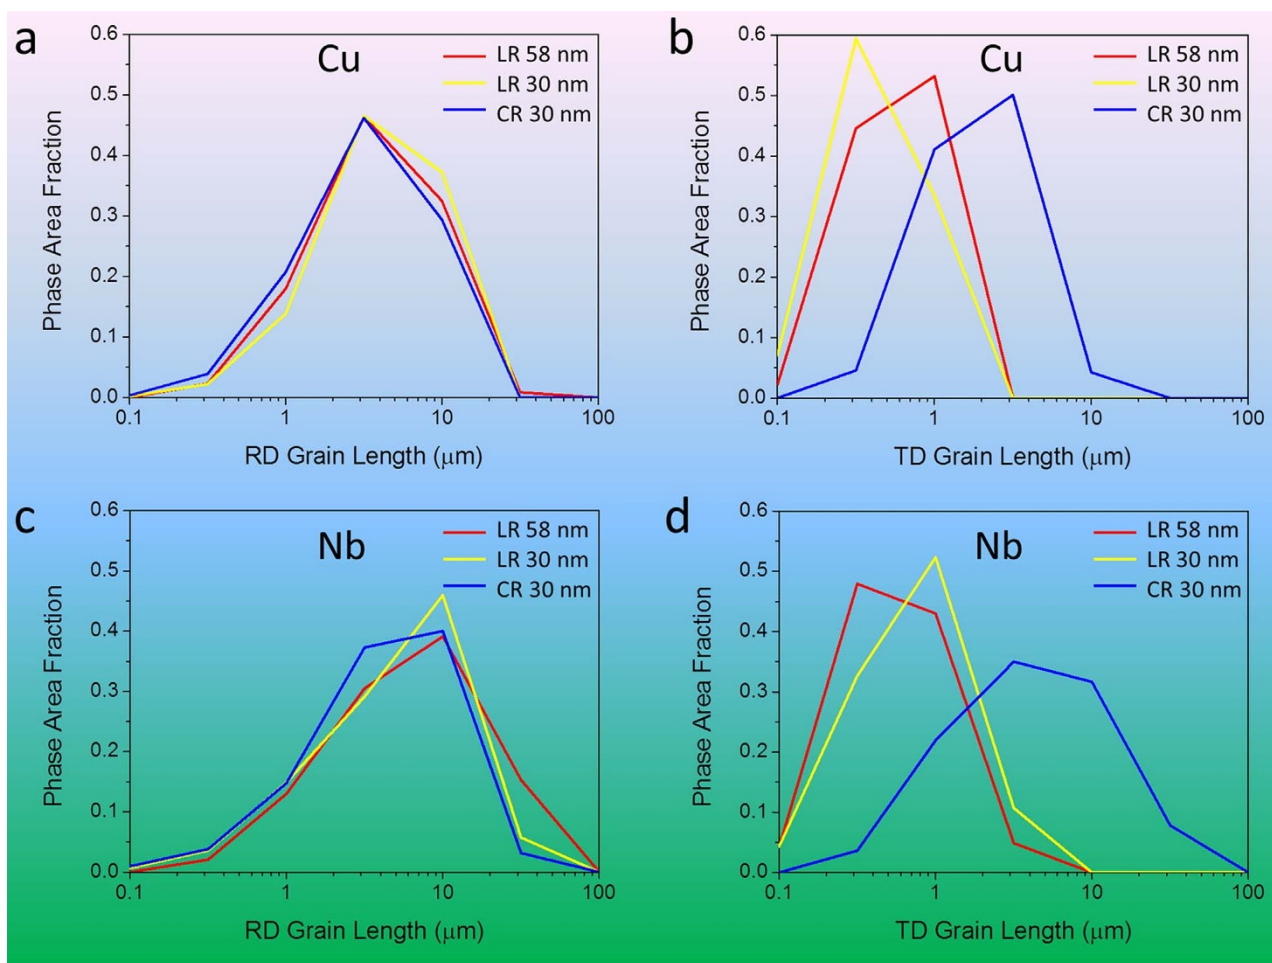 a
Cu
LR 58 nm
LR 30 nm
CR 30 nm
0.6
0.5
0.4
0.3
0.2
0.1
0.0
Phase Area Fraction
0.1 1 10 100
RD Grain Length (μm)
b
Cu
LR 58 nm
LR 30 nm
CR 30 nm
0.6
0.5
0.4
0.3
0.2
0.1
0.0
Phase Area Fraction
0.1 1 10 100
TD Grain Length (μm)
c
Nb
LR 58 nm
LR 30 nm
CR 30 nm
0.6
0.5
0.4
0.3
0.2
0.1
0.0
Phase Area Fraction
0.1 1 10 100
RD Grain Length (μm)
d
Nb
LR 58 nm
LR 30 nm
CR 30 nm
0.6
0.5
0.4
0.3
0.2
0.1
0.0
Phase Area Fraction
0.1 1 10 100
TD Grain Length (μm)